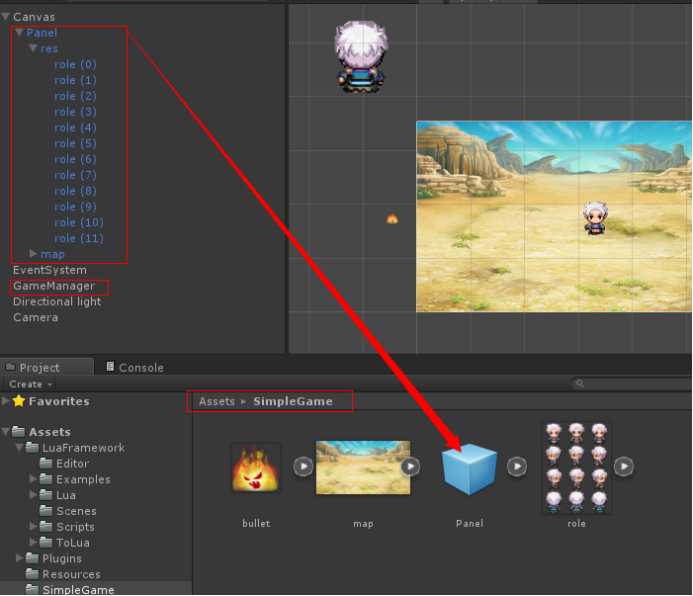 Canvas
Panel
res
role (0)
role (1)
role (2)
role (3)
role (4)
role (5)
role (6)
role (7)
role (8)
role (9)
role (10)
role (11)
map
EventSystem
GameManager
Directional light
Camera
Project
Console
Create
Favorites
Assets
LuaFramework
Editor
Examples
Lua
Scenes
Scripts
ToLua
Plugins
Resources
SimpleGame
Assets ▸ SimpleGame
bullet
map
Panel
role